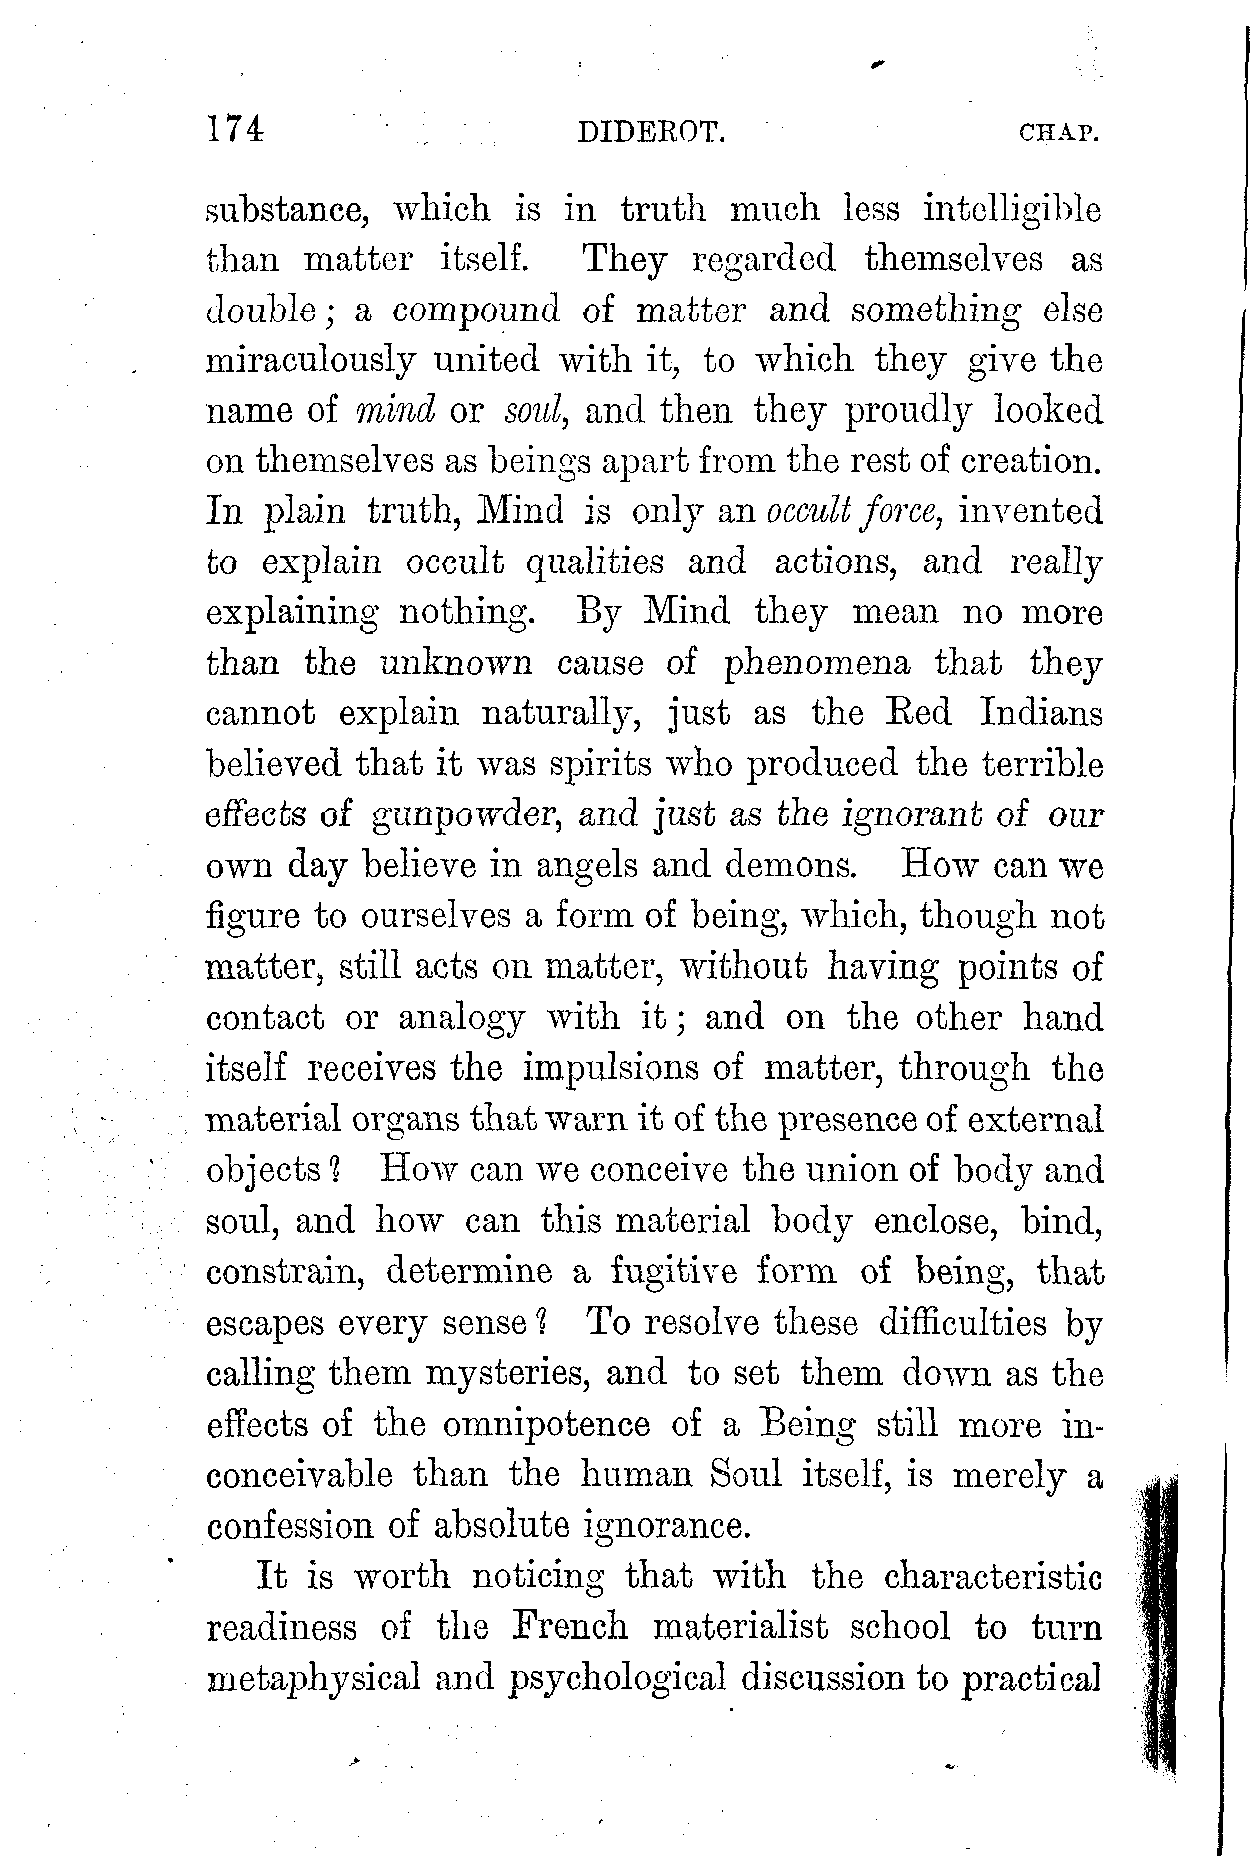 174 DIDEROT. CHAP.
substance, which is in truth much less intelligible
than matter itself. They regarded themselves as
double; a compound of matter and something else
miraculously united with it, to which they give the
name of mind or soul, and then they proudly looked
on themselves as beings apart from the rest of creation.
In plain truth, Mind is only an occult force, invented
to explain occult qualities and actions, and really
explaining nothing. By Mind they mean no more
than the unknown cause of phenomena that they
cannot explain naturally, just as the Red Indians
believed that it was spirits who produced the terrible
effects of gunpowder, and just as the ignorant of our
own day believe in angels and demons. How can we
figure to ourselves a form of being, which, though not
matter, still acts on matter, without having points of
contact or analogy with it; and on the other hand
itself receives the impulsions of matter, through the
material organs that warn it of the presence of external
objects? How can we conceive the union of body and
soul, and how can this material body enclose, bind,
constrain, determine a fugitive form of being, that
escapes every sense? To resolve these difficulties by
calling them mysteries, and to set them down as the
effects of the omnipotence of a Being still more in-
conceivable than the human Soul itself, is merely a
confession of absolute ignorance.
It is worth noticing that with the characteristic
readiness of the French materialist school to turn
metaphysical and psychological discussion to practical